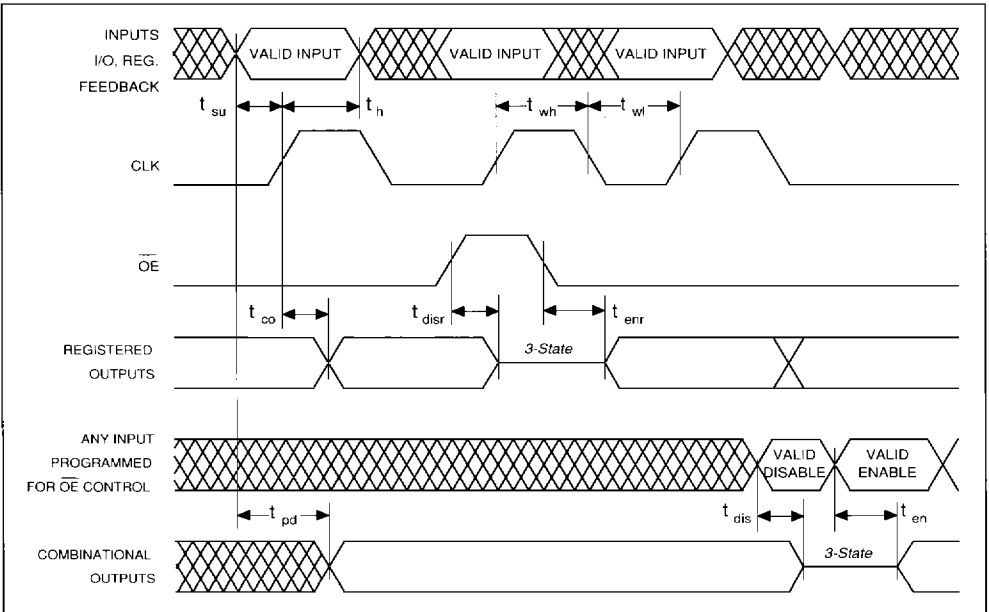 INPUTS
I/O, REG.
FEEDBACK
VALID INPUT
VALID INPUT
VALID INPUT
t su
t h
t wh
t wl
CLK
OE
t co
t disr
t enr
REGISTERED
OUTPUTS
3-State
ANY INPUT
PROGRAMMED
FOR OE CONTROL
VALID
DISABLE
VALID
ENABLE
t pd
t dis
t en
COMBINATIONAL
OUTPUTS
3-State